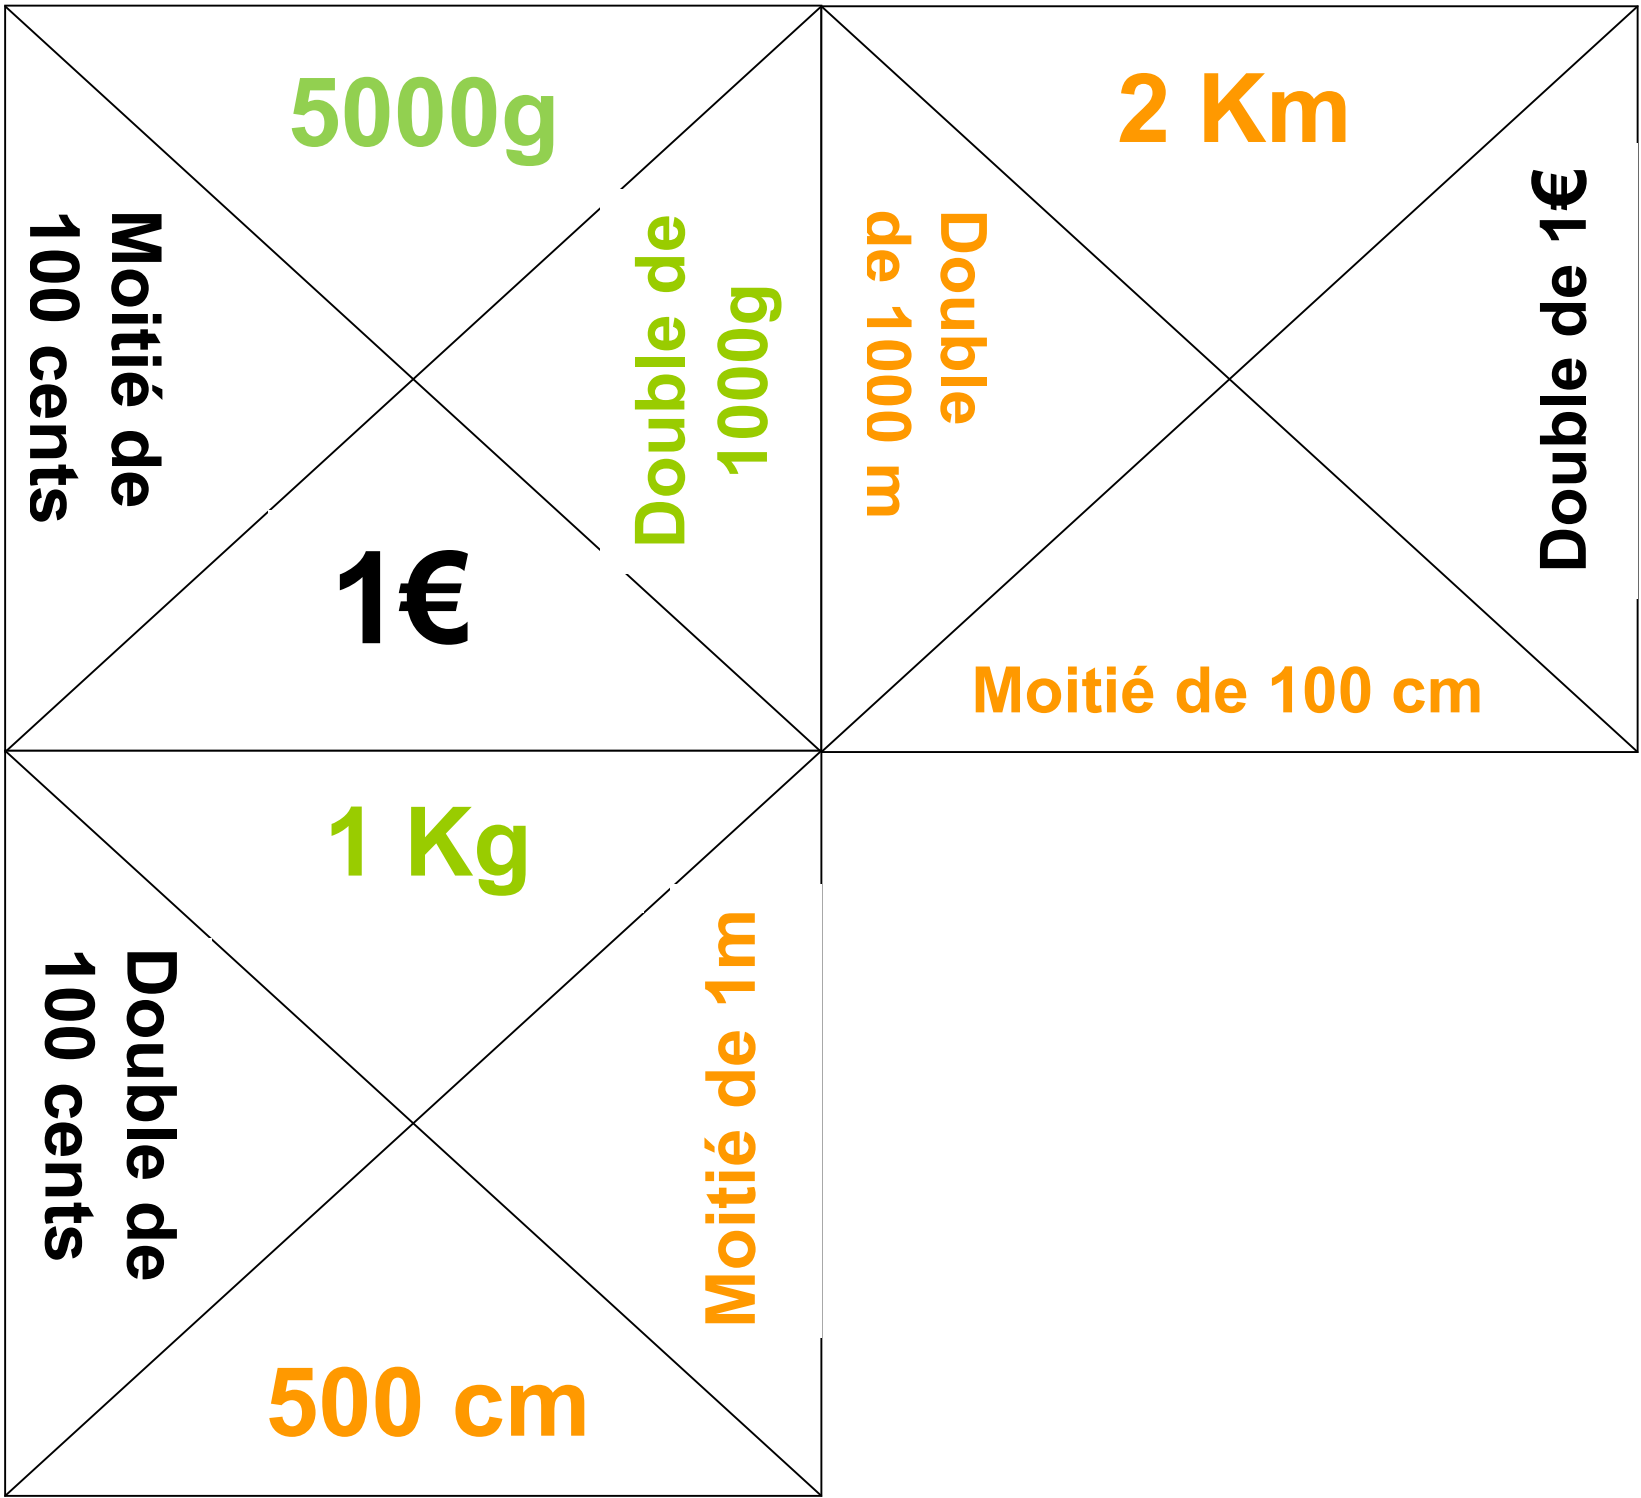 5000g
Moitié de
100 cents
Double de
1000g
1€
2 Km
Double
de 1000 m
Double de 1€
Moitié de 100 cm
1 Kg
Double de
100 cents
Moitié de 1m
500 cm